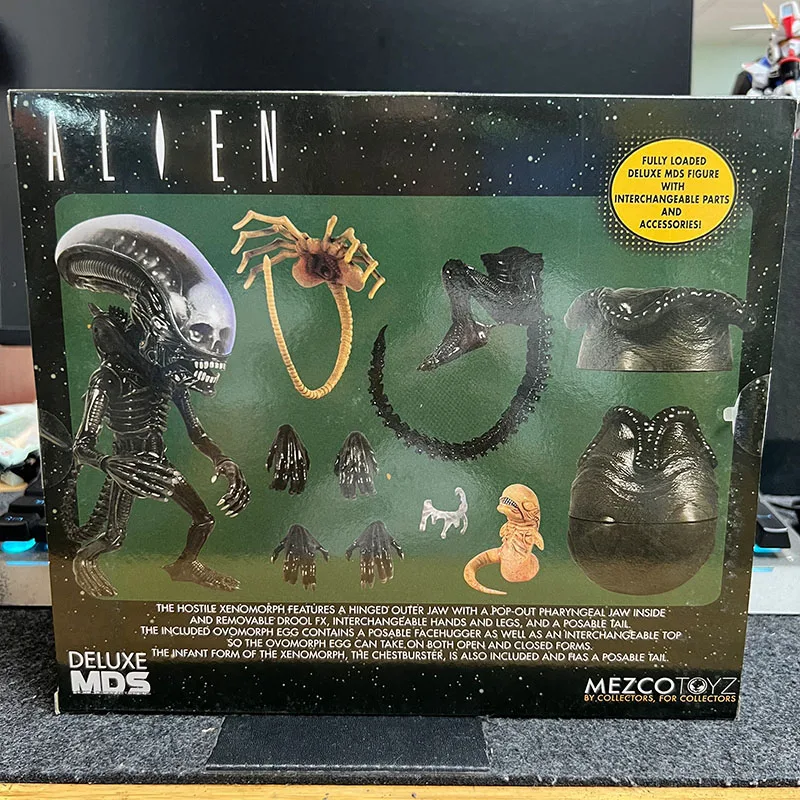 ALIEN
FULLY LOADED
DELUXE MDS FIGURE
WITH
INTERCHANGEABLE PARTS
AND
ACCESSORIES!
THE HOSTILE XENOMORPH FEATURES A HINGED OUTER JAW WITH A POP-OUT PHARYNGEAL JAW INSIDE
AND REMOVABLE DROOL FX, INTERCHANGEABLE HANDS AND LEGS, AND A POSABLE TAIL.
THE INCLUDED OVOMORPH EGG CONTAINS A POSABLE FACEHUGGER AS WELL AS AN INTERCHANGEABLE TOP
SO THE OVOMORPH EGG CAN TAKE ON BOTH OPEN AND CLOSED FORMS.
THE INFANT FORM OF THE XENOMORPH, THE CHESTBURSTER, IS ALSO INCLUDED AND HAS A POSABLE TAIL.
DELUXE
MDS
MEZCOTOYZ
BY COLLECTORS, FOR COLLECTORS